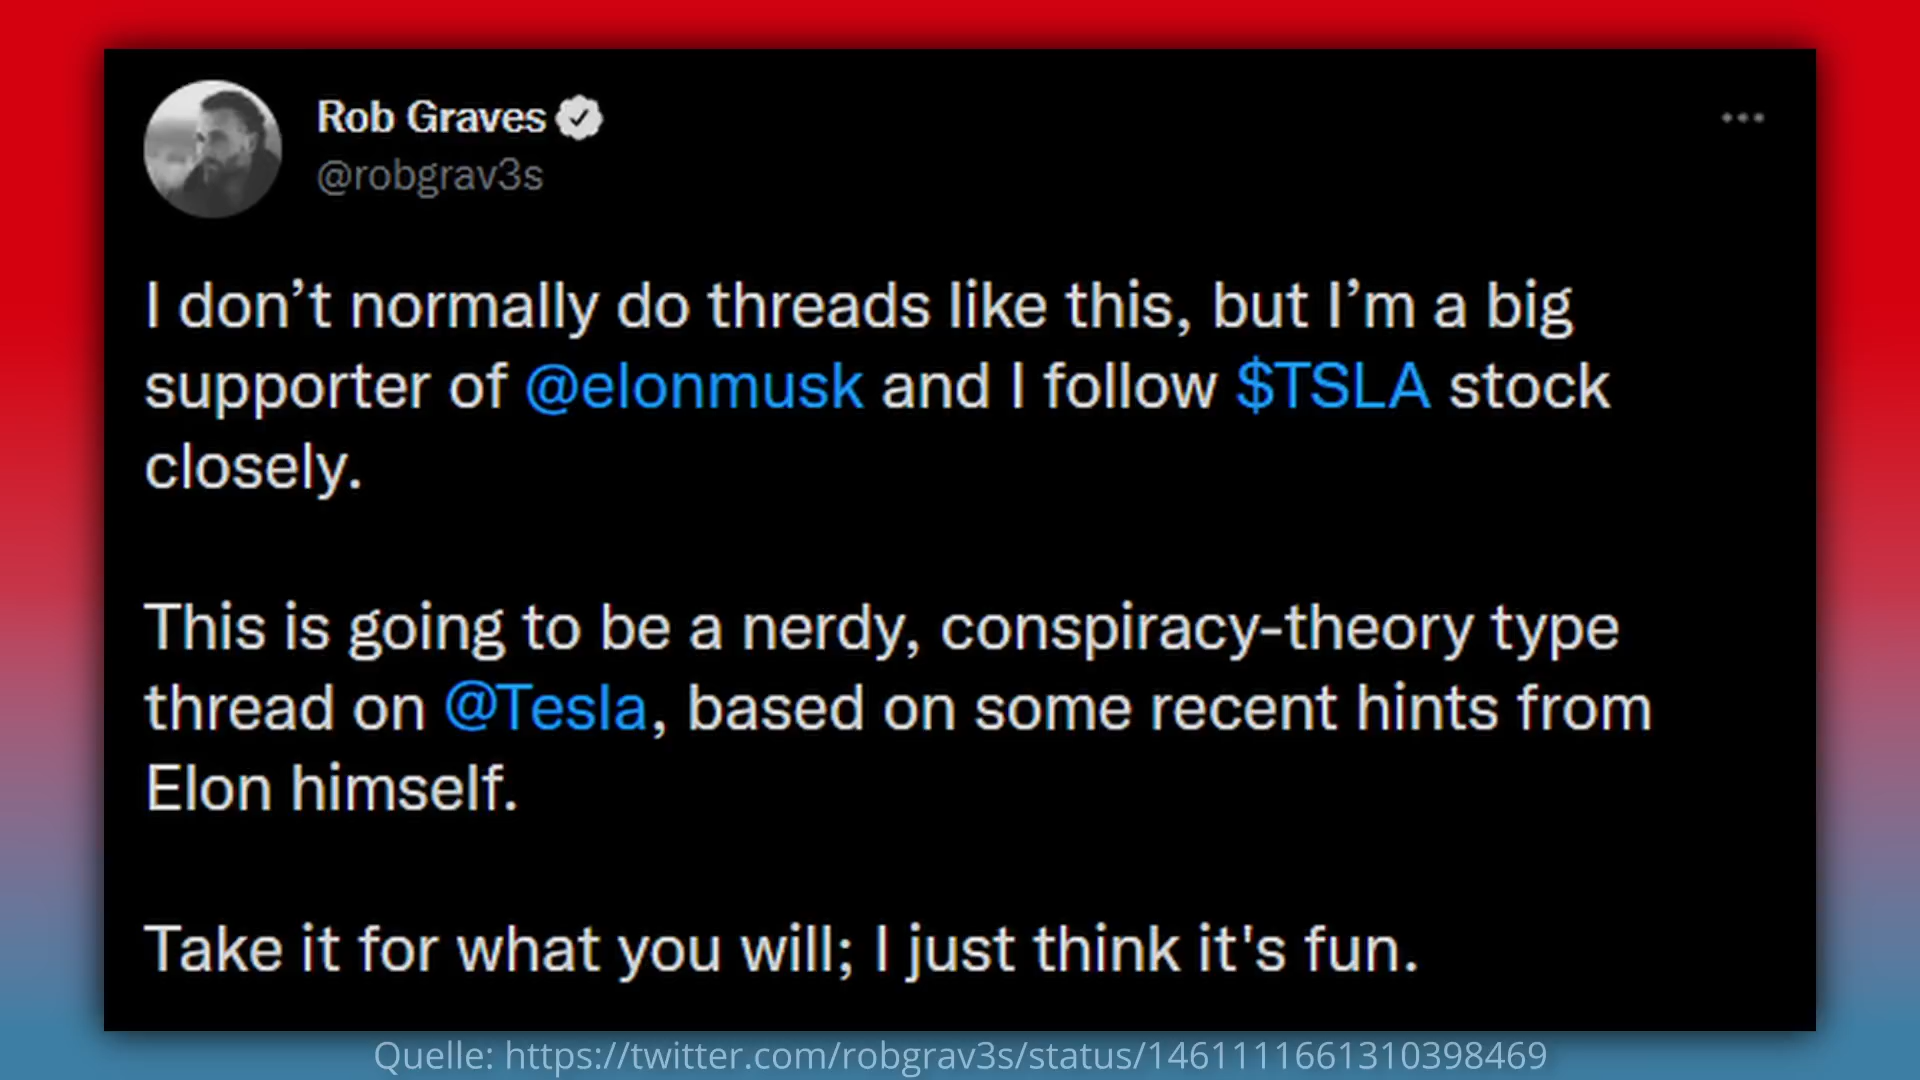 Rob Graves
@robgrav3s
I don’t normally do threads like this, but I’m a big
supporter of @elonmusk and I follow $TSLA stock
closely.
This is going to be a nerdy, conspiracy-theory type
thread on @Tesla, based on some recent hints from
Elon himself.
Take it for what you will; I just think it's fun.
Quelle: https://twitter.com/robgrav3s/status/1461111661310398469